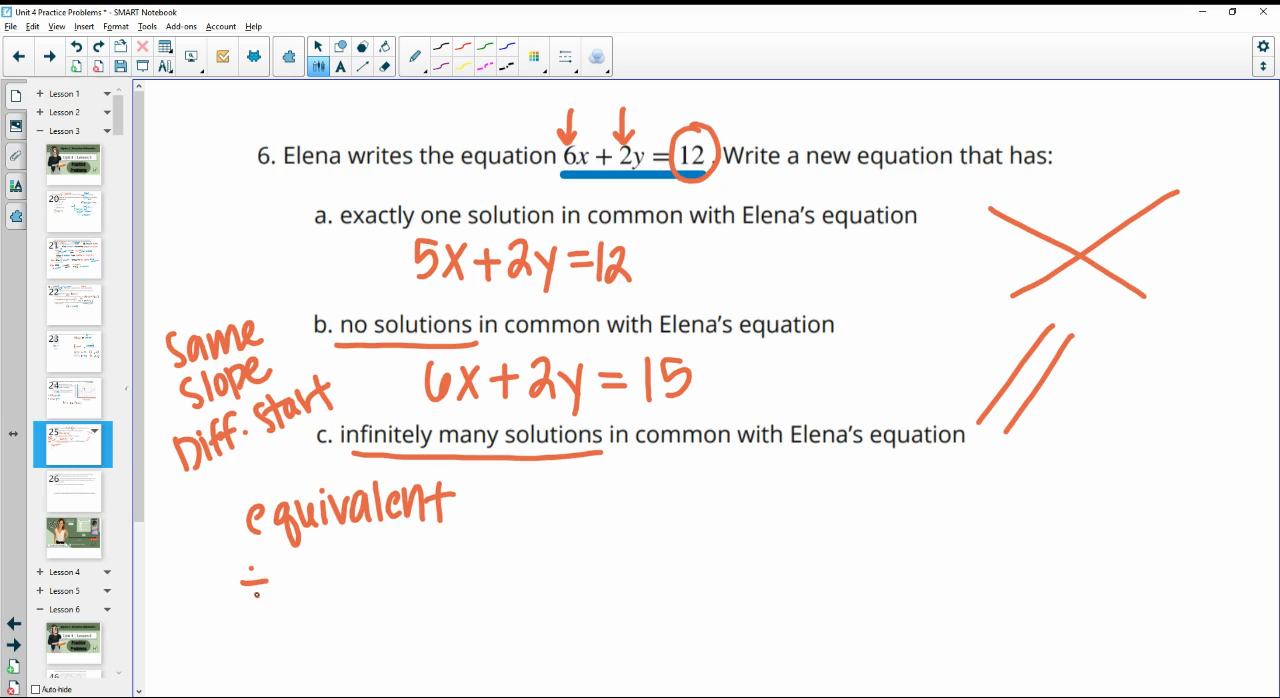 Unit 4 Practice Problems * - SMART Notebook
File Edit View Insert Format Tools Add-ons Account Help
Lesson 1
Lesson 2
Lesson 3
20
21
22
23
24
25
26
Lesson 4
Lesson 5
Lesson 6
Auto-hide
6. Elena writes the equation 6x + 2y = 12. Write a new equation that has:
a. exactly one solution in common with Elena's equation
5x+2y=12
b. no solutions in common with Elena's equation
Same
Slope
Diff. start
6x+2y = 15
c. infinitely many solutions in common with Elena's equation
equivalent
÷